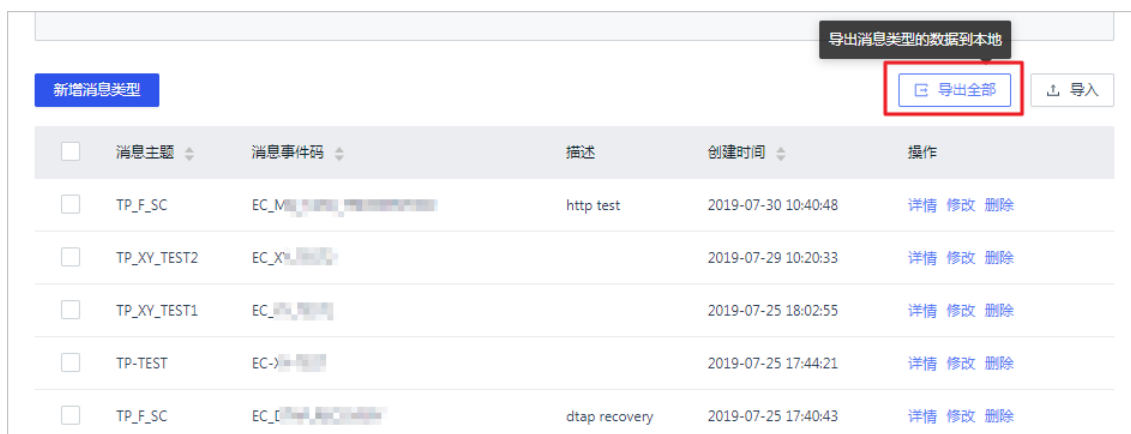 导出消息类型的数据到本地
新增消息类型 导出全部 导入
消息主题 消息事件码 描述 创建时间 操作
TP_F_SC http test 2019-07-30 10:40:48 详情 修改 删除
TP_XY_TEST2 2019-07-29 10:20:33 详情 修改 删除
TP_XY_TEST1 2019-07-25 18:02:55 详情 修改 删除
TP-TEST 2019-07-25 17:44:21 详情 修改 删除
TP_F_SC dtap recovery 2019-07-25 17:40:43 详情 修改 删除